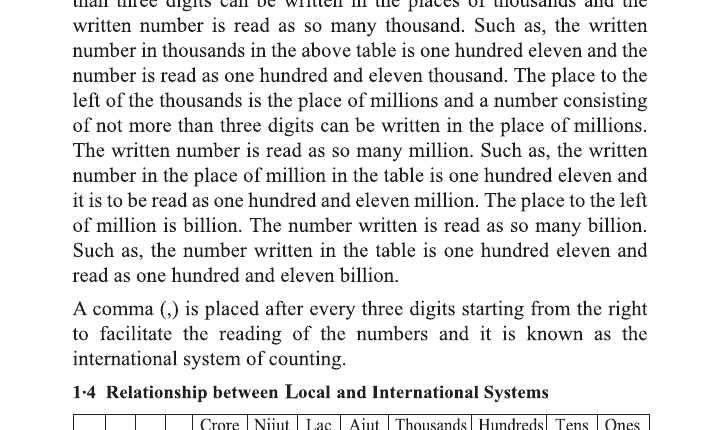 than three digits can be written in the places of thousands and the
written number is read as so many thousand. Such as, the written
number in thousands in the above table is one hundred eleven and the
number is read as one hundred and eleven thousand. The place to the
left of the thousands is the place of millions and a number consisting
of not more than three digits can be written in the place of millions.
The written number is read as so many million. Such as, the written
number in the place of million in the table is one hundred eleven and
it is to be read as one hundred and eleven million. The place to the left
of million is billion. The number written is read as so many billion.
Such as, the number written in the table is one hundred eleven and
read as one hundred and eleven billion.
A comma (,) is placed after every three digits starting from the right
to facilitate the reading of the numbers and it is known as the
international system of counting.
1·4 Relationship between Local and International Systems
Crore Nijut Lac Ajut Thousands Hundreds Tens Ones